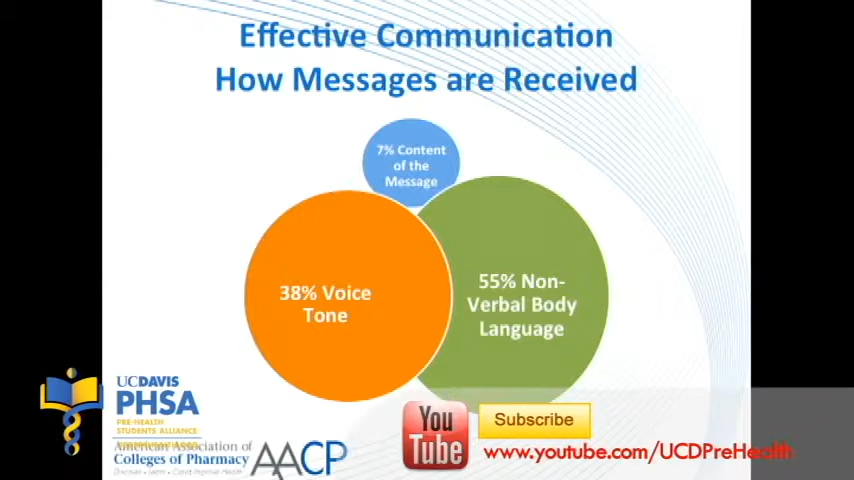 Effective Communication
How Messages are Received
7% Content
of the
Message
38% Voice
Tone
55% Non-
Verbal Body
Language
UCDAVIS
PHSA
PRE-HEALTH
STUDENTS ALLIANCE
American Association of
Colleges of Pharmacy
AACP
You
Tube
Subscribe
www.youtube.com/UCDPreHealth